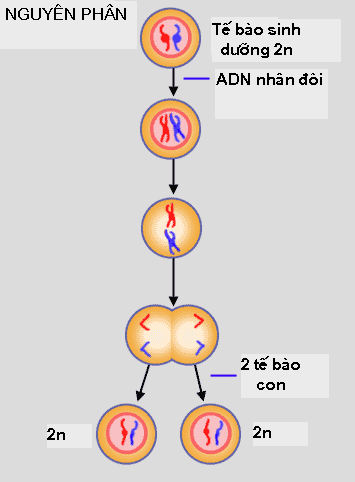 NGUYÊN PHÂN
Tế bào sinh
dưỡng 2n
ADN nhân đôi
2 tế bào
con
2n
2n